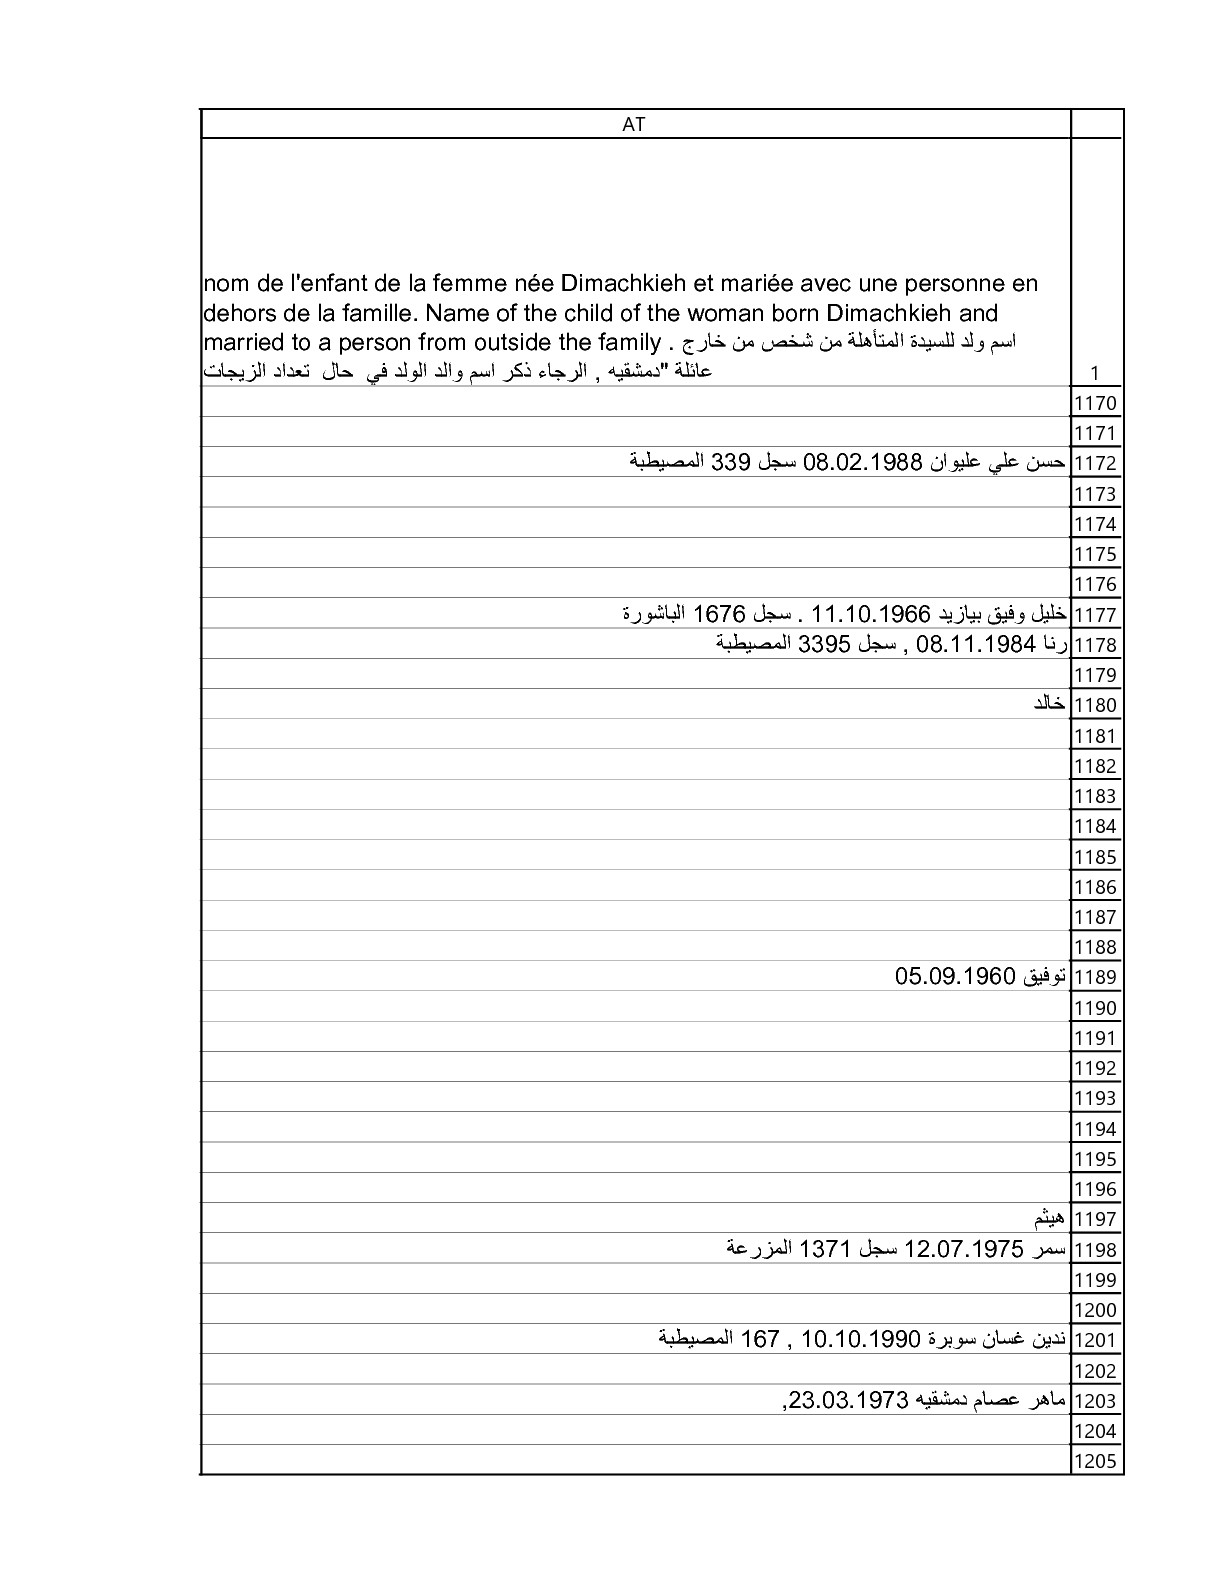 AT
nom de l'enfant de la femme née Dimachkieh et mariée avec une personne en
dehors de la famille. Name of the child of the woman born Dimachkieh and
married to a person from outside the family . اسم ولد للسيدة المتأهلة من شخص من خارج
عائلة "دمشقيه , الرجاء ذكر اسم والد الولد في حال تعداد الزيجات
1
1170
1171
1172 حسن علي عليوان 08.02.1988 سجل 339 المصيطبة
1173
1174
1175
1176
1177 خليل وفيق بيازيد 11.10.1966 . سجل 1676 الباشورة
1178 رنا 08.11.1984 , سجل 3395 المصيطبة
1179
1180 خالد
1181
1182
1183
1184
1185
1186
1187
1188
1189 توفيق 05.09.1960
1190
1191
1192
1193
1194
1195
1196
1197 هيثم
1198 سمر 12.07.1975 سجل 1371 المزرعة
1199
1200
1201 ندين غسان سوبرة 10.10.1990 , 167 المصيطبة
1202
1203 ماهر عصام دمشقيه 23.03.1973,
1204
1205